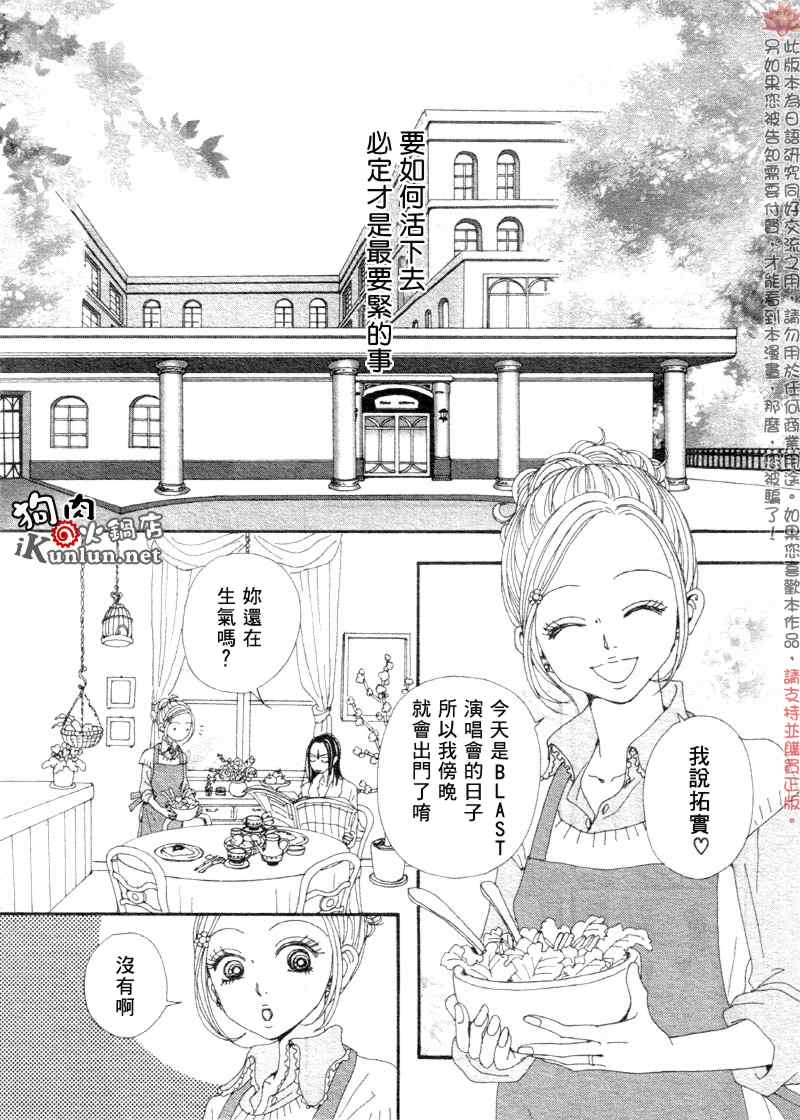 要如何活下去
必定才是最要緊的事
我說拓實♡
今天是BLAST
演唱會的日子
所以我傍晚
就會出門了唷
妳還在
生氣嗎？
沒有啊
狗肉
火鍋店
iKunlun.net
此版本為日語研究同好交流之用，請勿用於任何商業用途。如果您喜歡本作品，請支持並購買正版。
另如果您被告知需要付費，才能看到本漫畫，那麼，您被騙了！